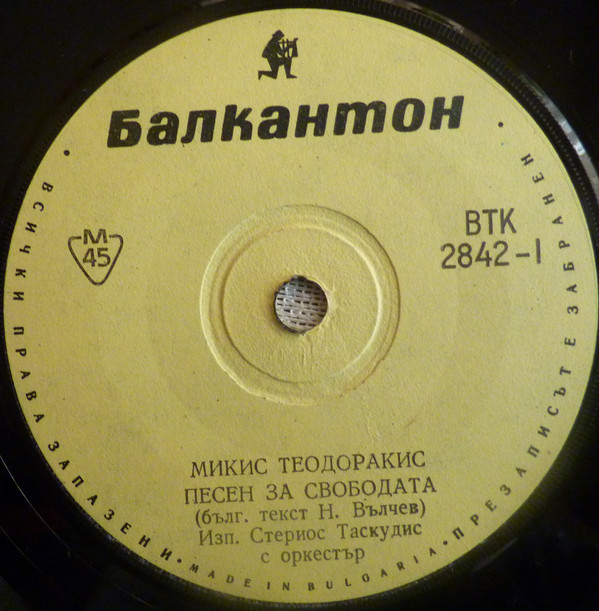 Балкантон
М
45
ВТК
2842-I
МИКИС ТЕОДОРАКИС
ПЕСЕН ЗА СВОБОДАТА
(бълг. текст Н. Вълчев)
Изп. Стериос Таскудис
с оркестър
• ВСИЧКИ ПРАВА ЗАПАЗЕНИ • MADE IN BULGARIA • ПРЕЗАПИСЪТ Е ЗАБРАНЕН •